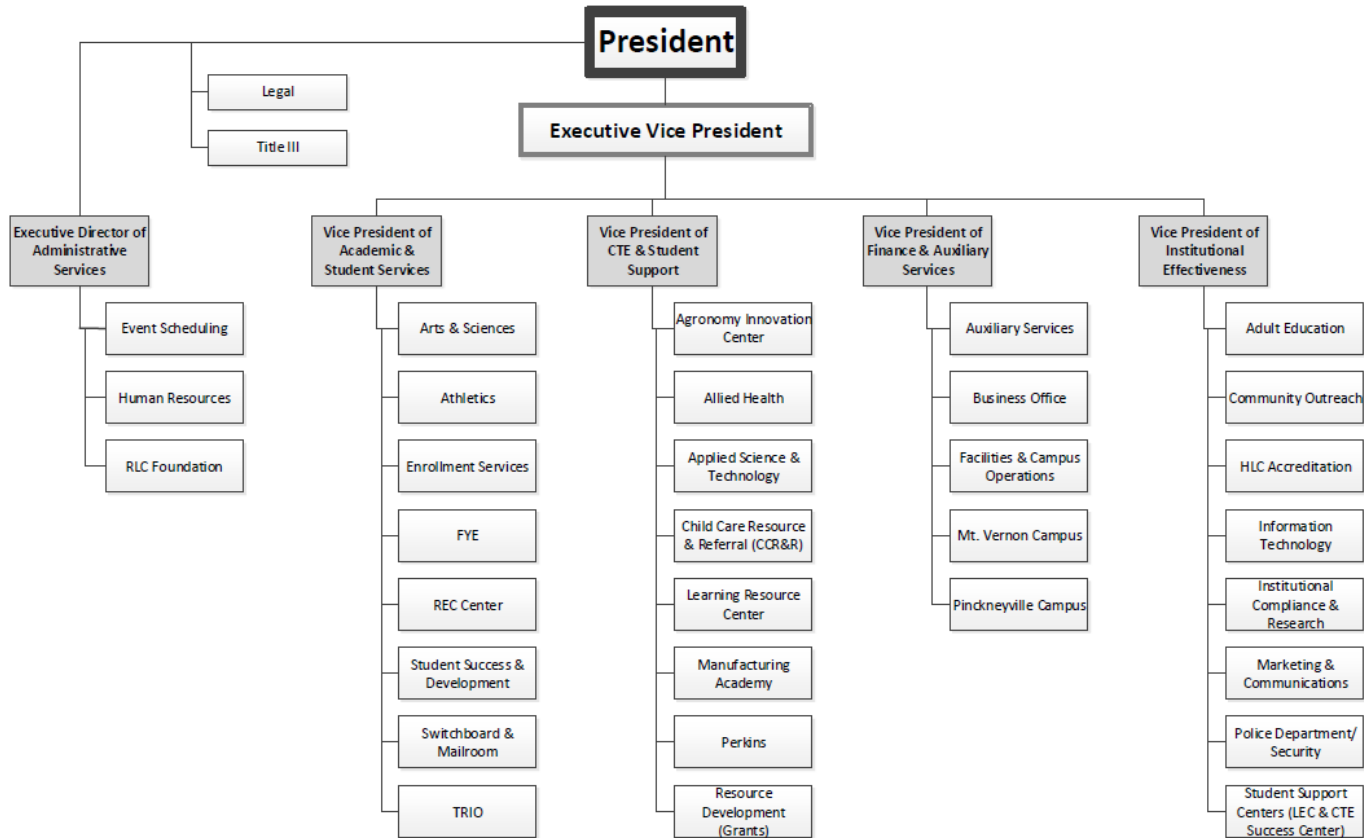 President
Legal
Executive Vice President
Title III
Executive Director of
Administrative
Services
Vice President of
Academic &
Student Services
Vice President of
CTE & Student
Support
Vice President of
Finance & Auxiliary
Services
Vice President of
Institutional
Effectiveness
Event Scheduling
Human Resources
RLC Foundation
Arts & Sciences
Athletics
Enrollment Services
FYE
REC Center
Student Success &
Development
Switchboard &
Mailroom
TRIO
Agronomy Innovation
Center
Allied Health
Applied Science &
Technology
Child Care Resource
& Referral (CCR&R)
Learning Resource
Center
Manufacturing
Academy
Perkins
Resource
Development
(Grants)
Auxiliary Services
Business Office
Facilities & Campus
Operations
Mt. Vernon Campus
Pinckneyville Campus
Adult Education
Community Outreach
HLC Accreditation
Information
Technology
Institutional
Compliance &
Research
Marketing &
Communications
Police Department/
Security
Student Support
Centers (LEC & CTE
Success Center)